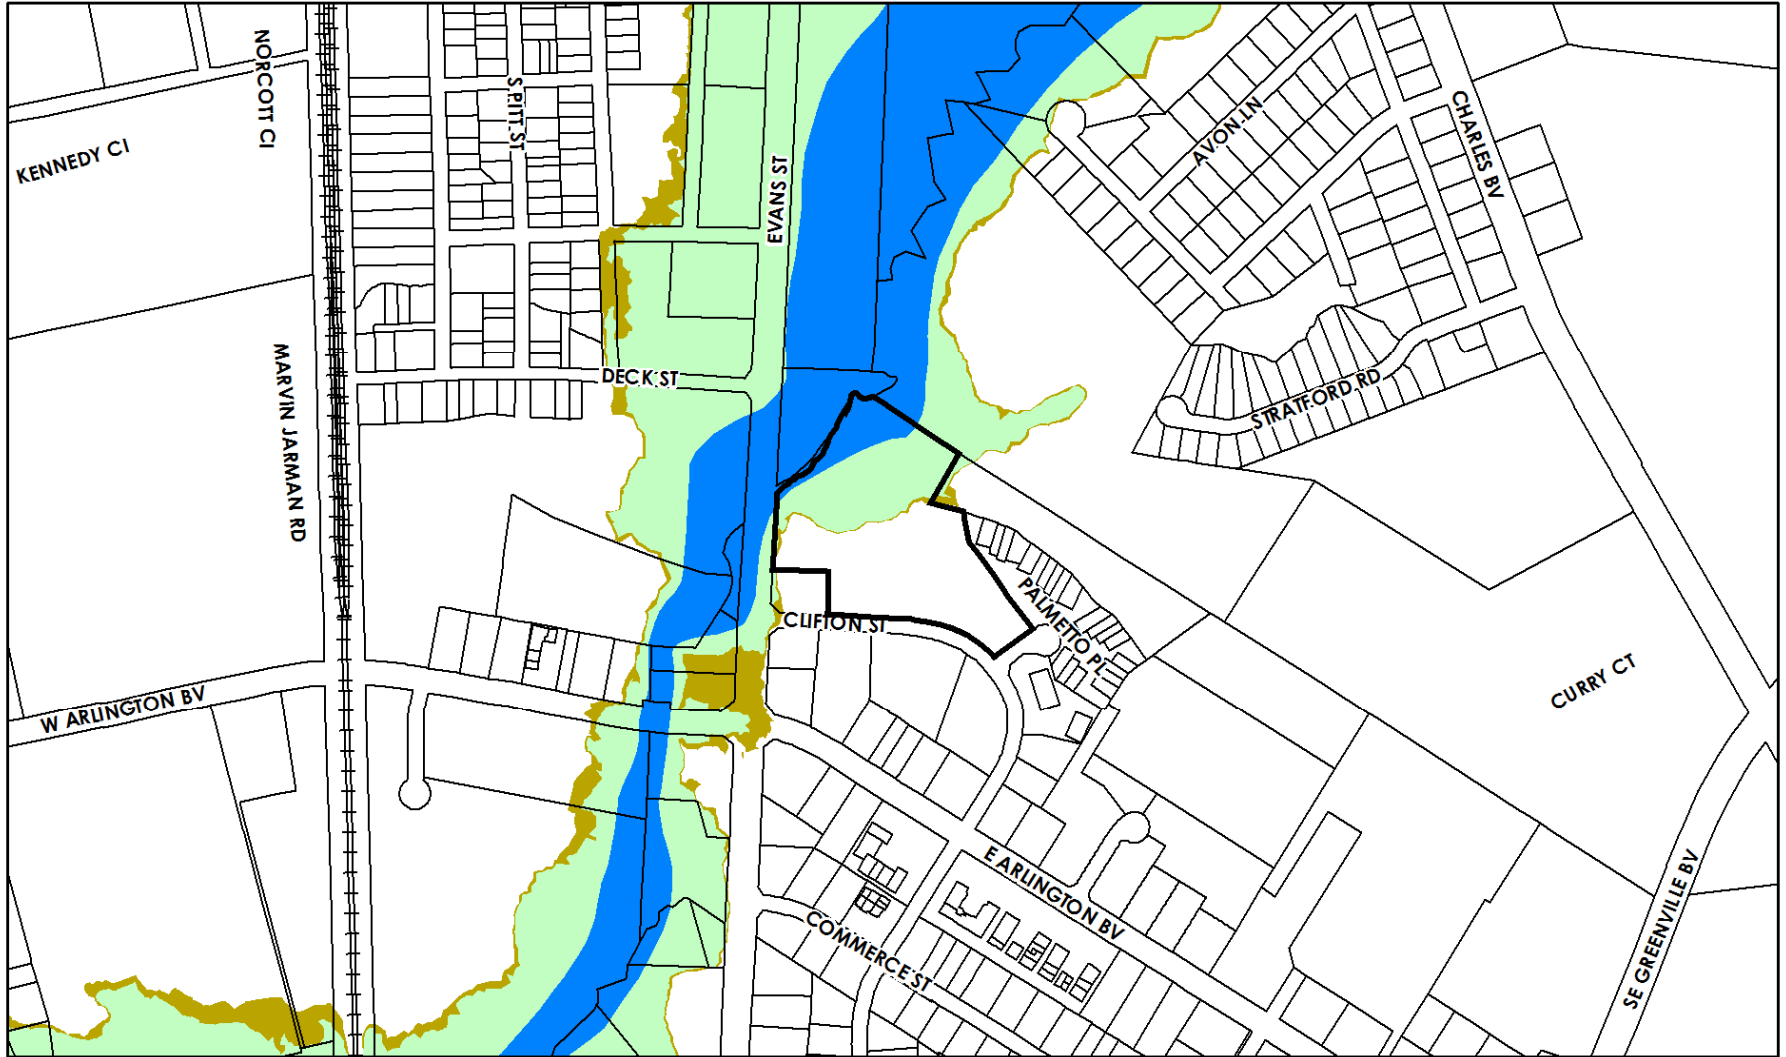 NORCOTT CI
S PITT ST
KENNEDY CI
EVANS ST
AVON LN
CHARLES BV
MARVIN JARMAN RD
DECK ST
STRATFORD RD
CLIFTON ST
PALMETTO PL
W ARLINGTON BV
CURRY CT
E ARLINGTON BV
COMMERCE ST
SE GREENVILLE BV